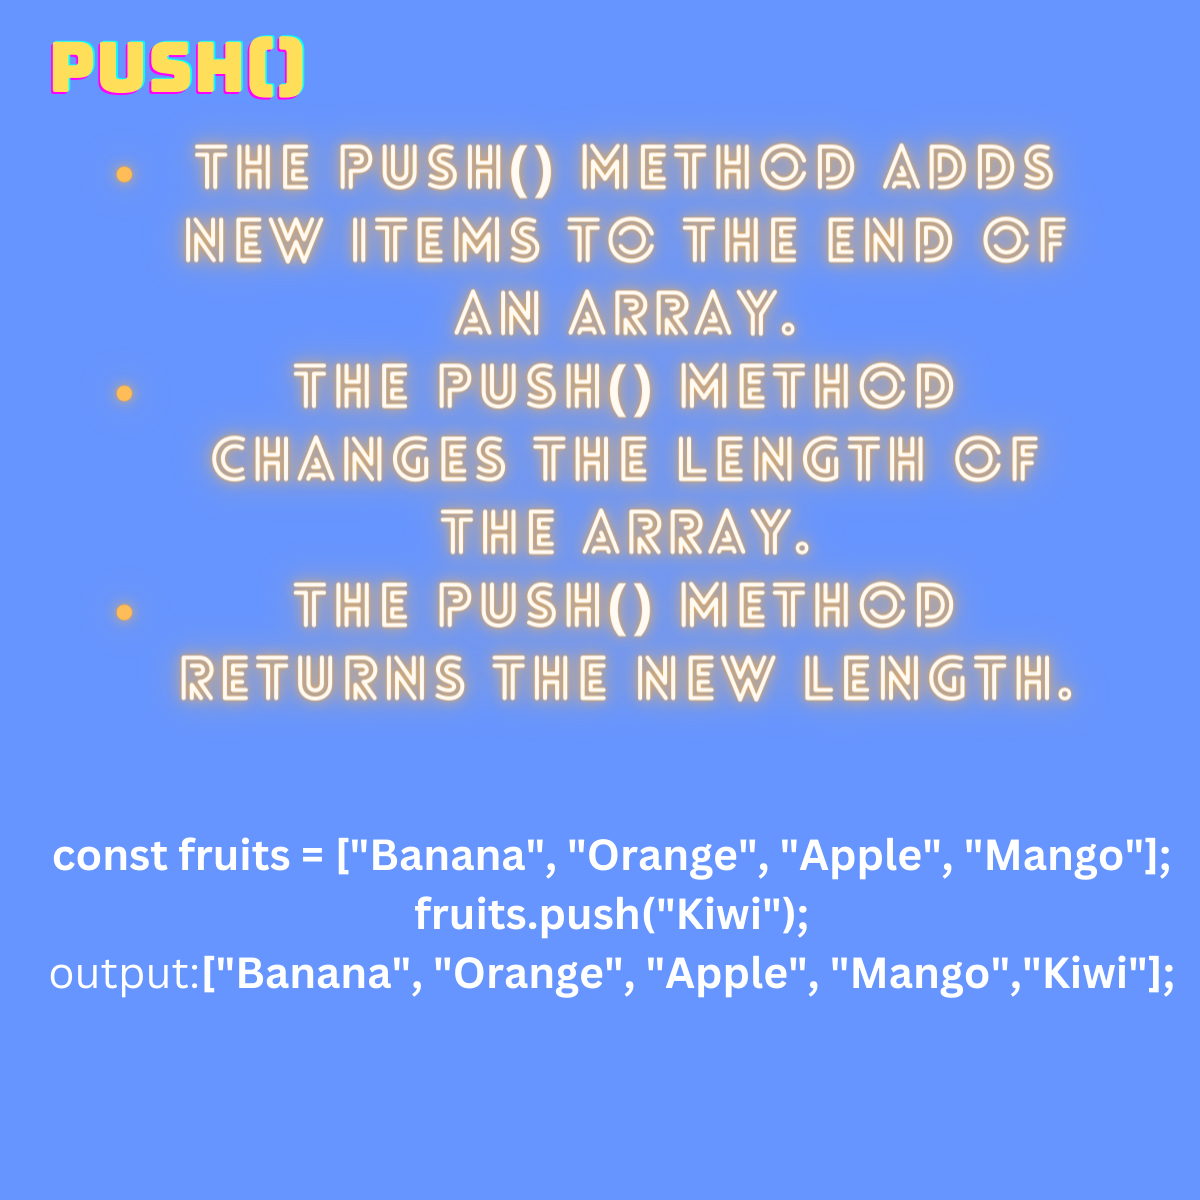 PUSH()
• THE PUSH() METHOD ADDS
NEW ITEMS TO THE END OF
AN ARRAY.
• THE PUSH() METHOD
CHANGES THE LENGTH OF
THE ARRAY.
• THE PUSH() METHOD
RETURNS THE NEW LENGTH.
const fruits = ["Banana", "Orange", "Apple", "Mango"];
fruits.push("Kiwi");
output:["Banana", "Orange", "Apple", "Mango","Kiwi"];